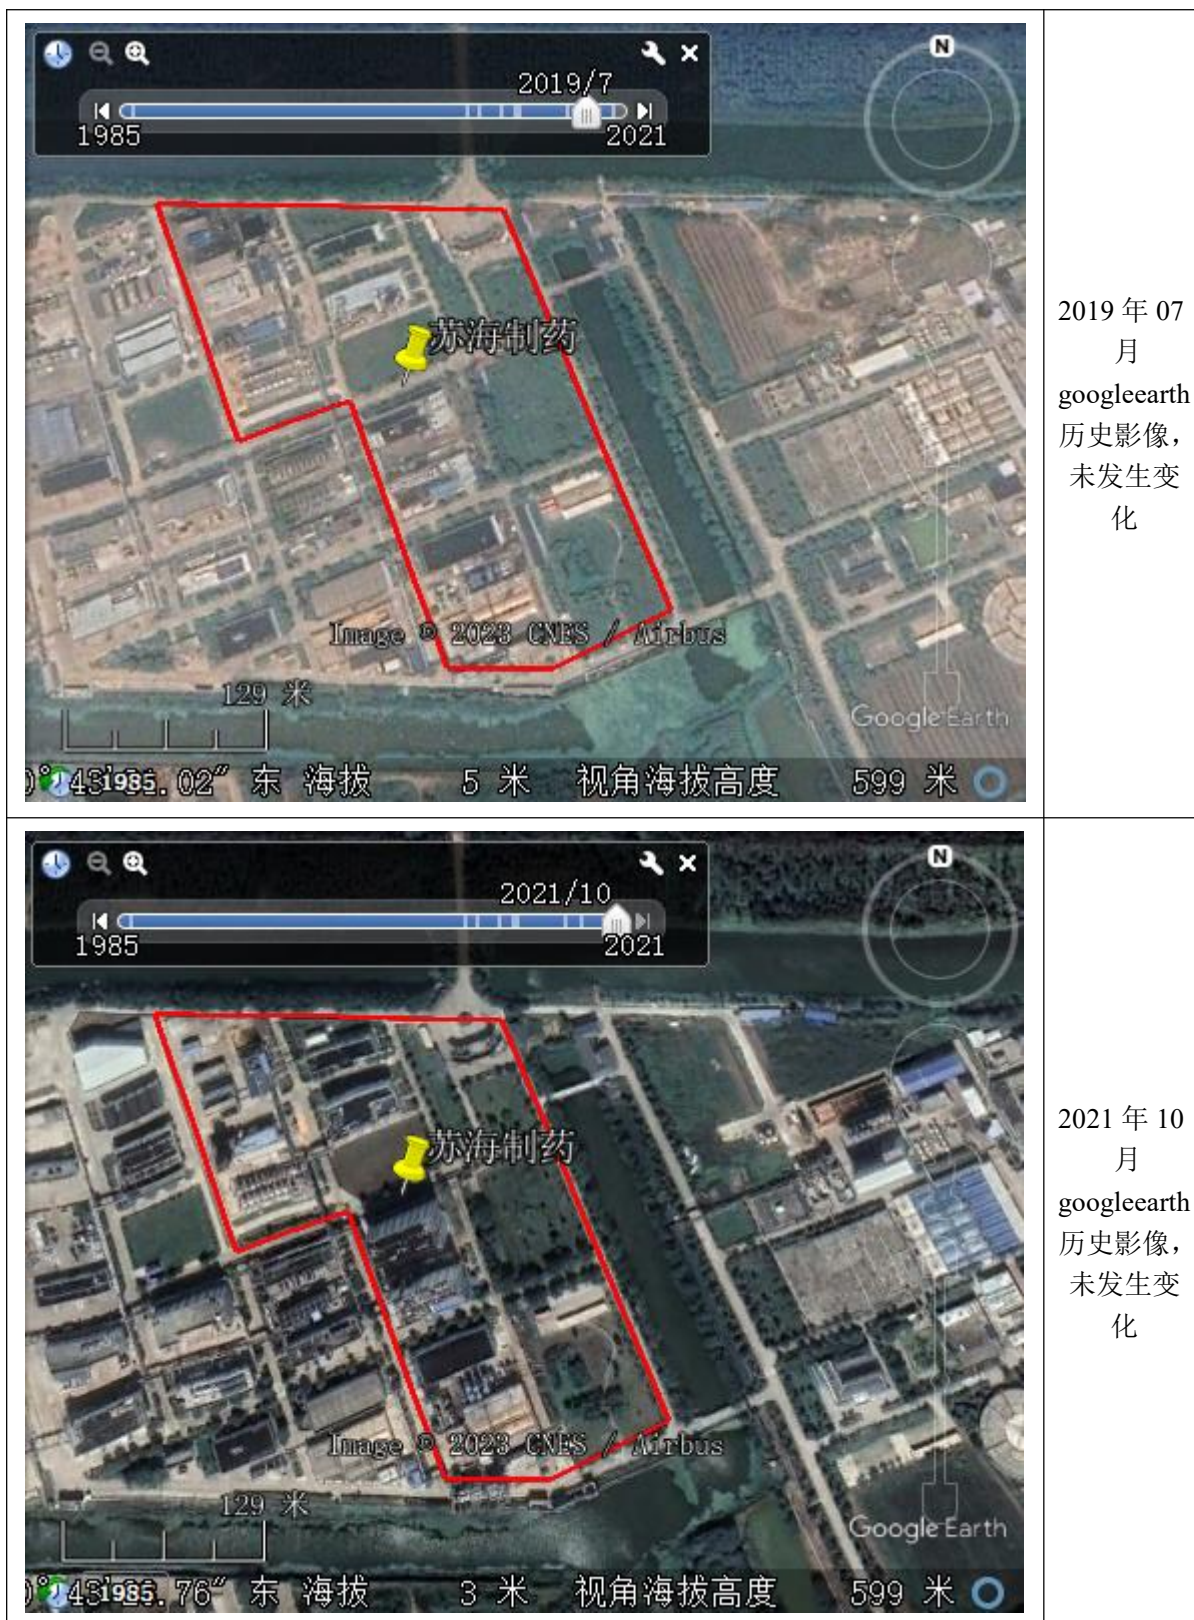 2019/7
1985
2021
N
苏海制药
Image © 2023 CNES / Airbus
129 米
Google Earth
1985
东 海拔 5 米 视角海拔高度 599 米
2019 年 07
月
googleearth
历史影像，
未发生变
化
2021/10
1985
2021
N
苏海制药
Image © 2023 CNES / Airbus
129 米
Google Earth
1985
东 海拔 3 米 视角海拔高度 599 米
2021 年 10
月
googleearth
历史影像，
未发生变
化